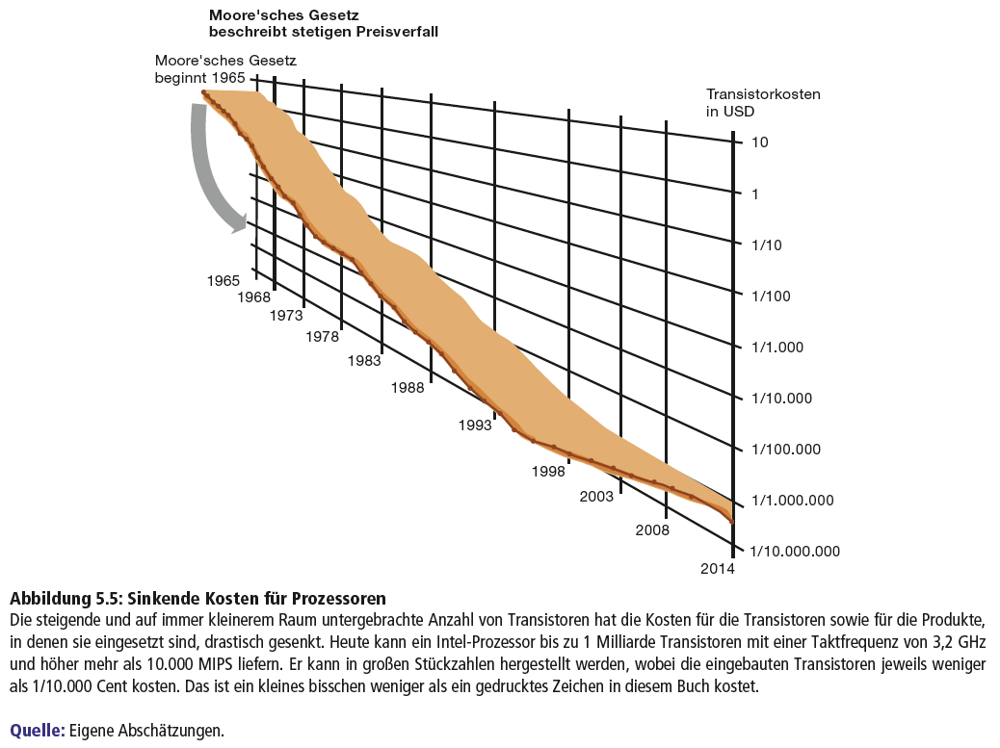 Moore'sches Gesetz
beschreibt stetigen Preisverfall
Moore'sches Gesetz
beginnt 1965
Transistorkosten
in USD
10
1
1/10
1/100
1/1.000
1/10.000
1/100.000
1/1.000.000
1/10.000.000
1965
1968
1973
1978
1983
1988
1993
1998
2003
2008
2014
Abbildung 5.5: Sinkende Kosten für Prozessoren
Die steigende und auf immer kleinerem Raum untergebrachte Anzahl von Transistoren hat die Kosten für die Transistoren sowie für die Produkte,
in denen sie eingesetzt sind, drastisch gesenkt. Heute kann ein Intel-Prozessor bis zu 1 Milliarde Transistoren mit einer Taktfrequenz von 3,2 GHz
und höher mehr als 10.000 MIPS liefern. Er kann in großen Stückzahlen hergestellt werden, wobei die eingebauten Transistoren jeweils weniger
als 1/10.000 Cent kosten. Das ist ein kleines bisschen weniger als ein gedrucktes Zeichen in diesem Buch kostet.
Quelle: Eigene Abschätzungen.